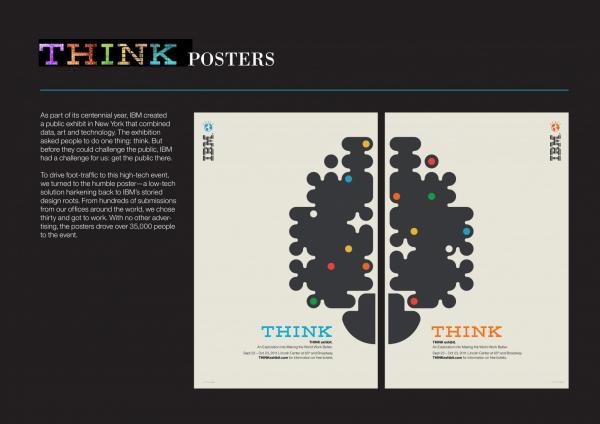 THINK POSTERS
As part of its centennial year, IBM created
a public exhibit in New York that combined
data, art and technology. The exhibition
asked people to do one thing: think. But
before they could challenge the public, IBM
had a challenge for us: get the public there.
To drive foot-traffic to this high-tech event,
we turned to the humble poster—a low-tech
solution harkening back to IBM's storied
design roots. From hundreds of submissions
from our offices around the world, we chose
thirty and got to work. With no other adver-
tising, the posters drove over 35,000 people
to the event.
IBM
THINK
THINK exhibit.
An Exploration into Making the World Work Better.
Sept 23 – Oct 23, 2011. Lincoln Center at 65th and Broadway.
THINKexhibit.com for information on free tickets.
IBM
THINK
THINK exhibit.
An Exploration into Making the World Work Better.
Sept 23 – Oct 23, 2011. Lincoln Center at 65th and Broadway.
THINKexhibit.com for information on free tickets.